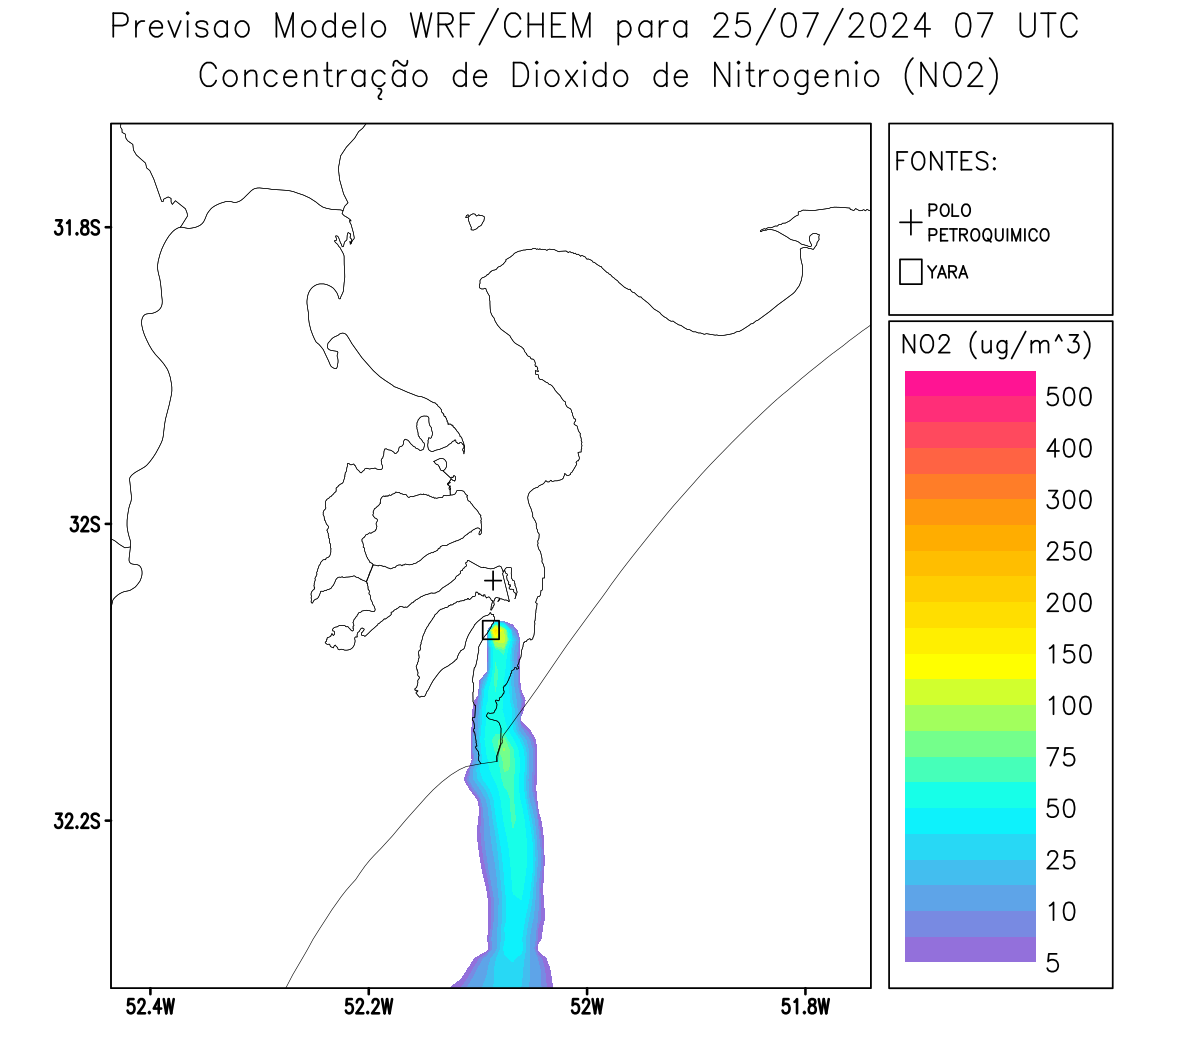 Previsao Modelo WRF/CHEM para 25/07/2024 07 UTC
Concentração de Dioxido de Nitrogenio (NO2)
FONTES:
POLO
PETROQUIMICO
YARA
NO2 (ug/m^3)
500
400
300
250
200
150
100
75
50
25
10
5
31.8S
32S
32.2S
52.4W
52.2W
52W
51.8W